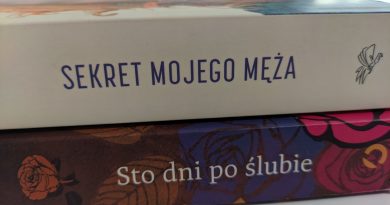 SEKRET MOJEGO MĘŻA
Sto dni po ślubie